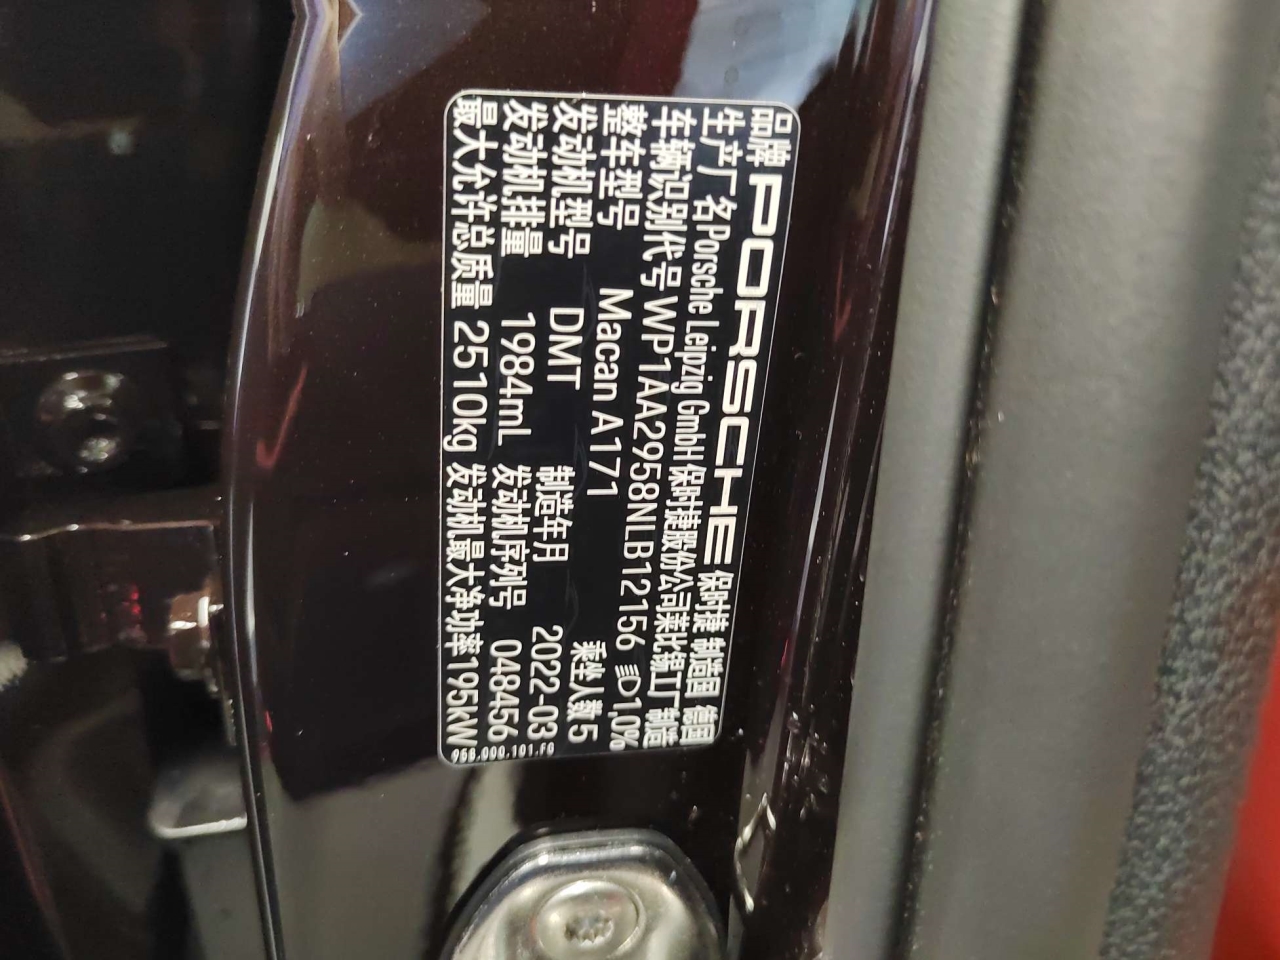 品牌 PORSCHE 保时捷 制造国 德国
生产厂名 Porsche Leipzig GmbH 保时捷股份公司莱比锡工厂 制造
车辆识别代号 WP1AA2958NLB12156 1,0%
整车型号 Macan A171 乘坐人数 5
发动机型号 DMT 制造年月 2022-03
发动机排量 1984mL 发动机序列号 048456
最大允许总质量 2510kg 发动机最大净功率 195kW
958.000.101.FG